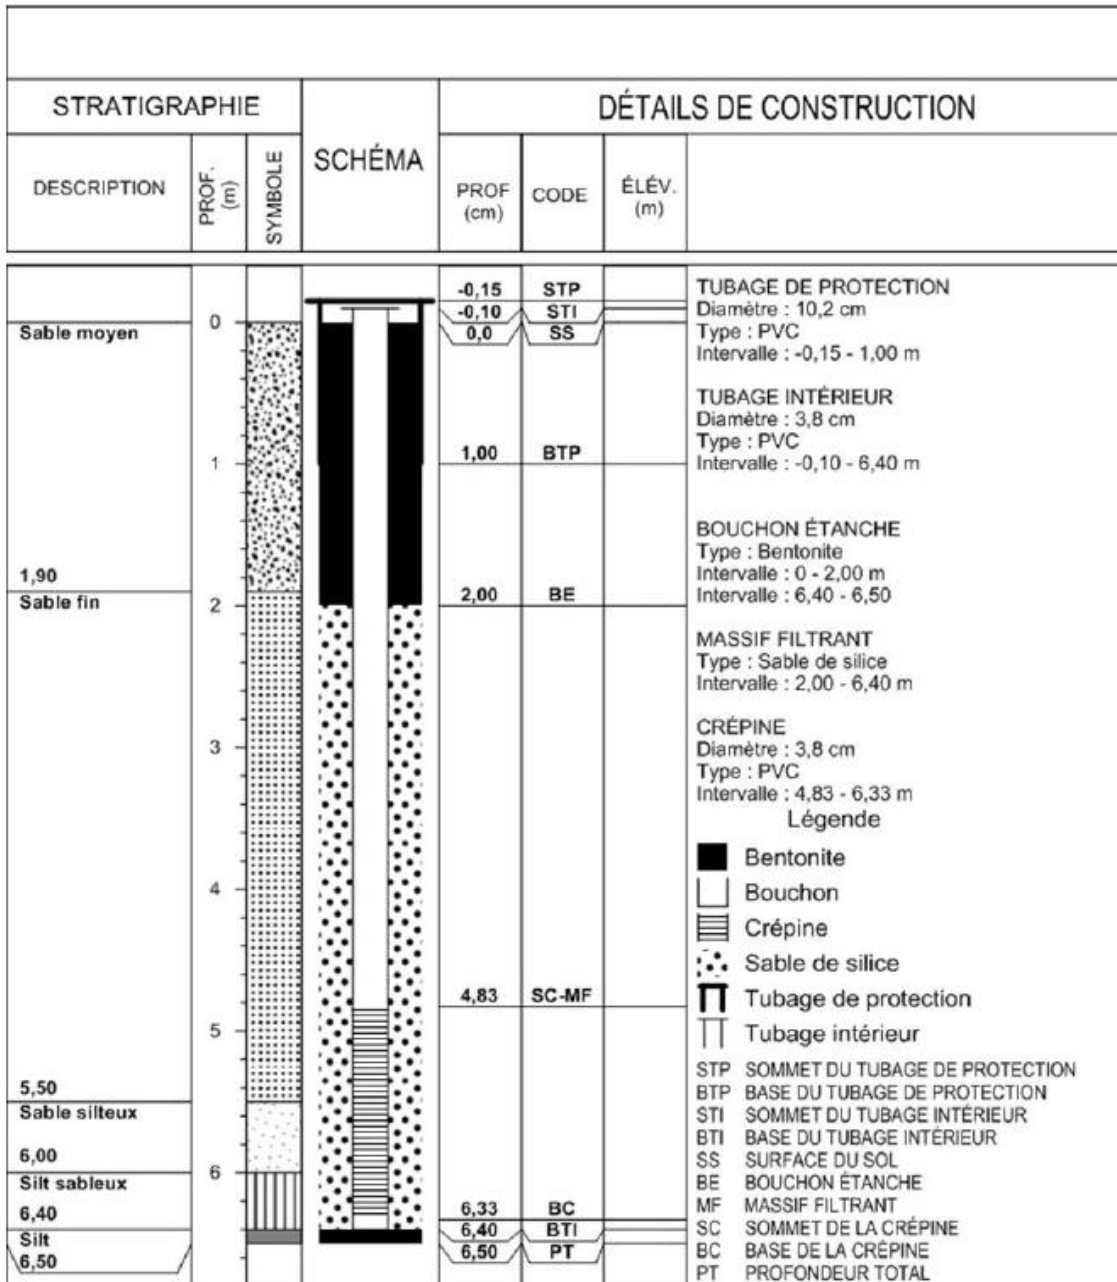 STRATIGRAPHIE
SCHÉMA
DÉTAILS DE CONSTRUCTION
DESCRIPTION
PROF. (m)
SYMBOLE
PROF (cm)
CODE
ÉLÉV. (m)
Sable moyen
1,90
Sable fin
5,50
Sable silteux
6,00
Silt sableux
6,40
Silt
6,50
0
1
2
3
4
5
6
-0,15 STP
-0,10 STI
0,0 SS
1,00 BTP
2,00 BE
4,83 SC-MF
6,33 BC
6,40 BTI
6,50 PT
TUBAGE DE PROTECTION
Diamètre : 10,2 cm
Type : PVC
Intervalle : -0,15 - 1,00 m
TUBAGE INTÉRIEUR
Diamètre : 3,8 cm
Type : PVC
Intervalle : -0,10 - 6,40 m
BOUCHON ÉTANCHE
Type : Bentonite
Intervalle : 0 - 2,00 m
Intervalle : 6,40 - 6,50
MASSIF FILTRANT
Type : Sable de silice
Intervalle : 2,00 - 6,40 m
CRÉPINE
Diamètre : 3,8 cm
Type : PVC
Intervalle : 4,83 - 6,33 m
Légende
Bentonite
Bouchon
Crépine
Sable de silice
Tubage de protection
Tubage intérieur
STP SOMMET DU TUBAGE DE PROTECTION
BTP BASE DU TUBAGE DE PROTECTION
STI SOMMET DU TUBAGE INTÉRIEUR
BTI BASE DU TUBAGE INTÉRIEUR
SS SURFACE DU SOL
BE BOUCHON ÉTANCHE
MF MASSIF FILTRANT
SC SOMMET DE LA CRÉPINE
BC BASE DE LA CRÉPINE
PT PROFONDEUR TOTAL